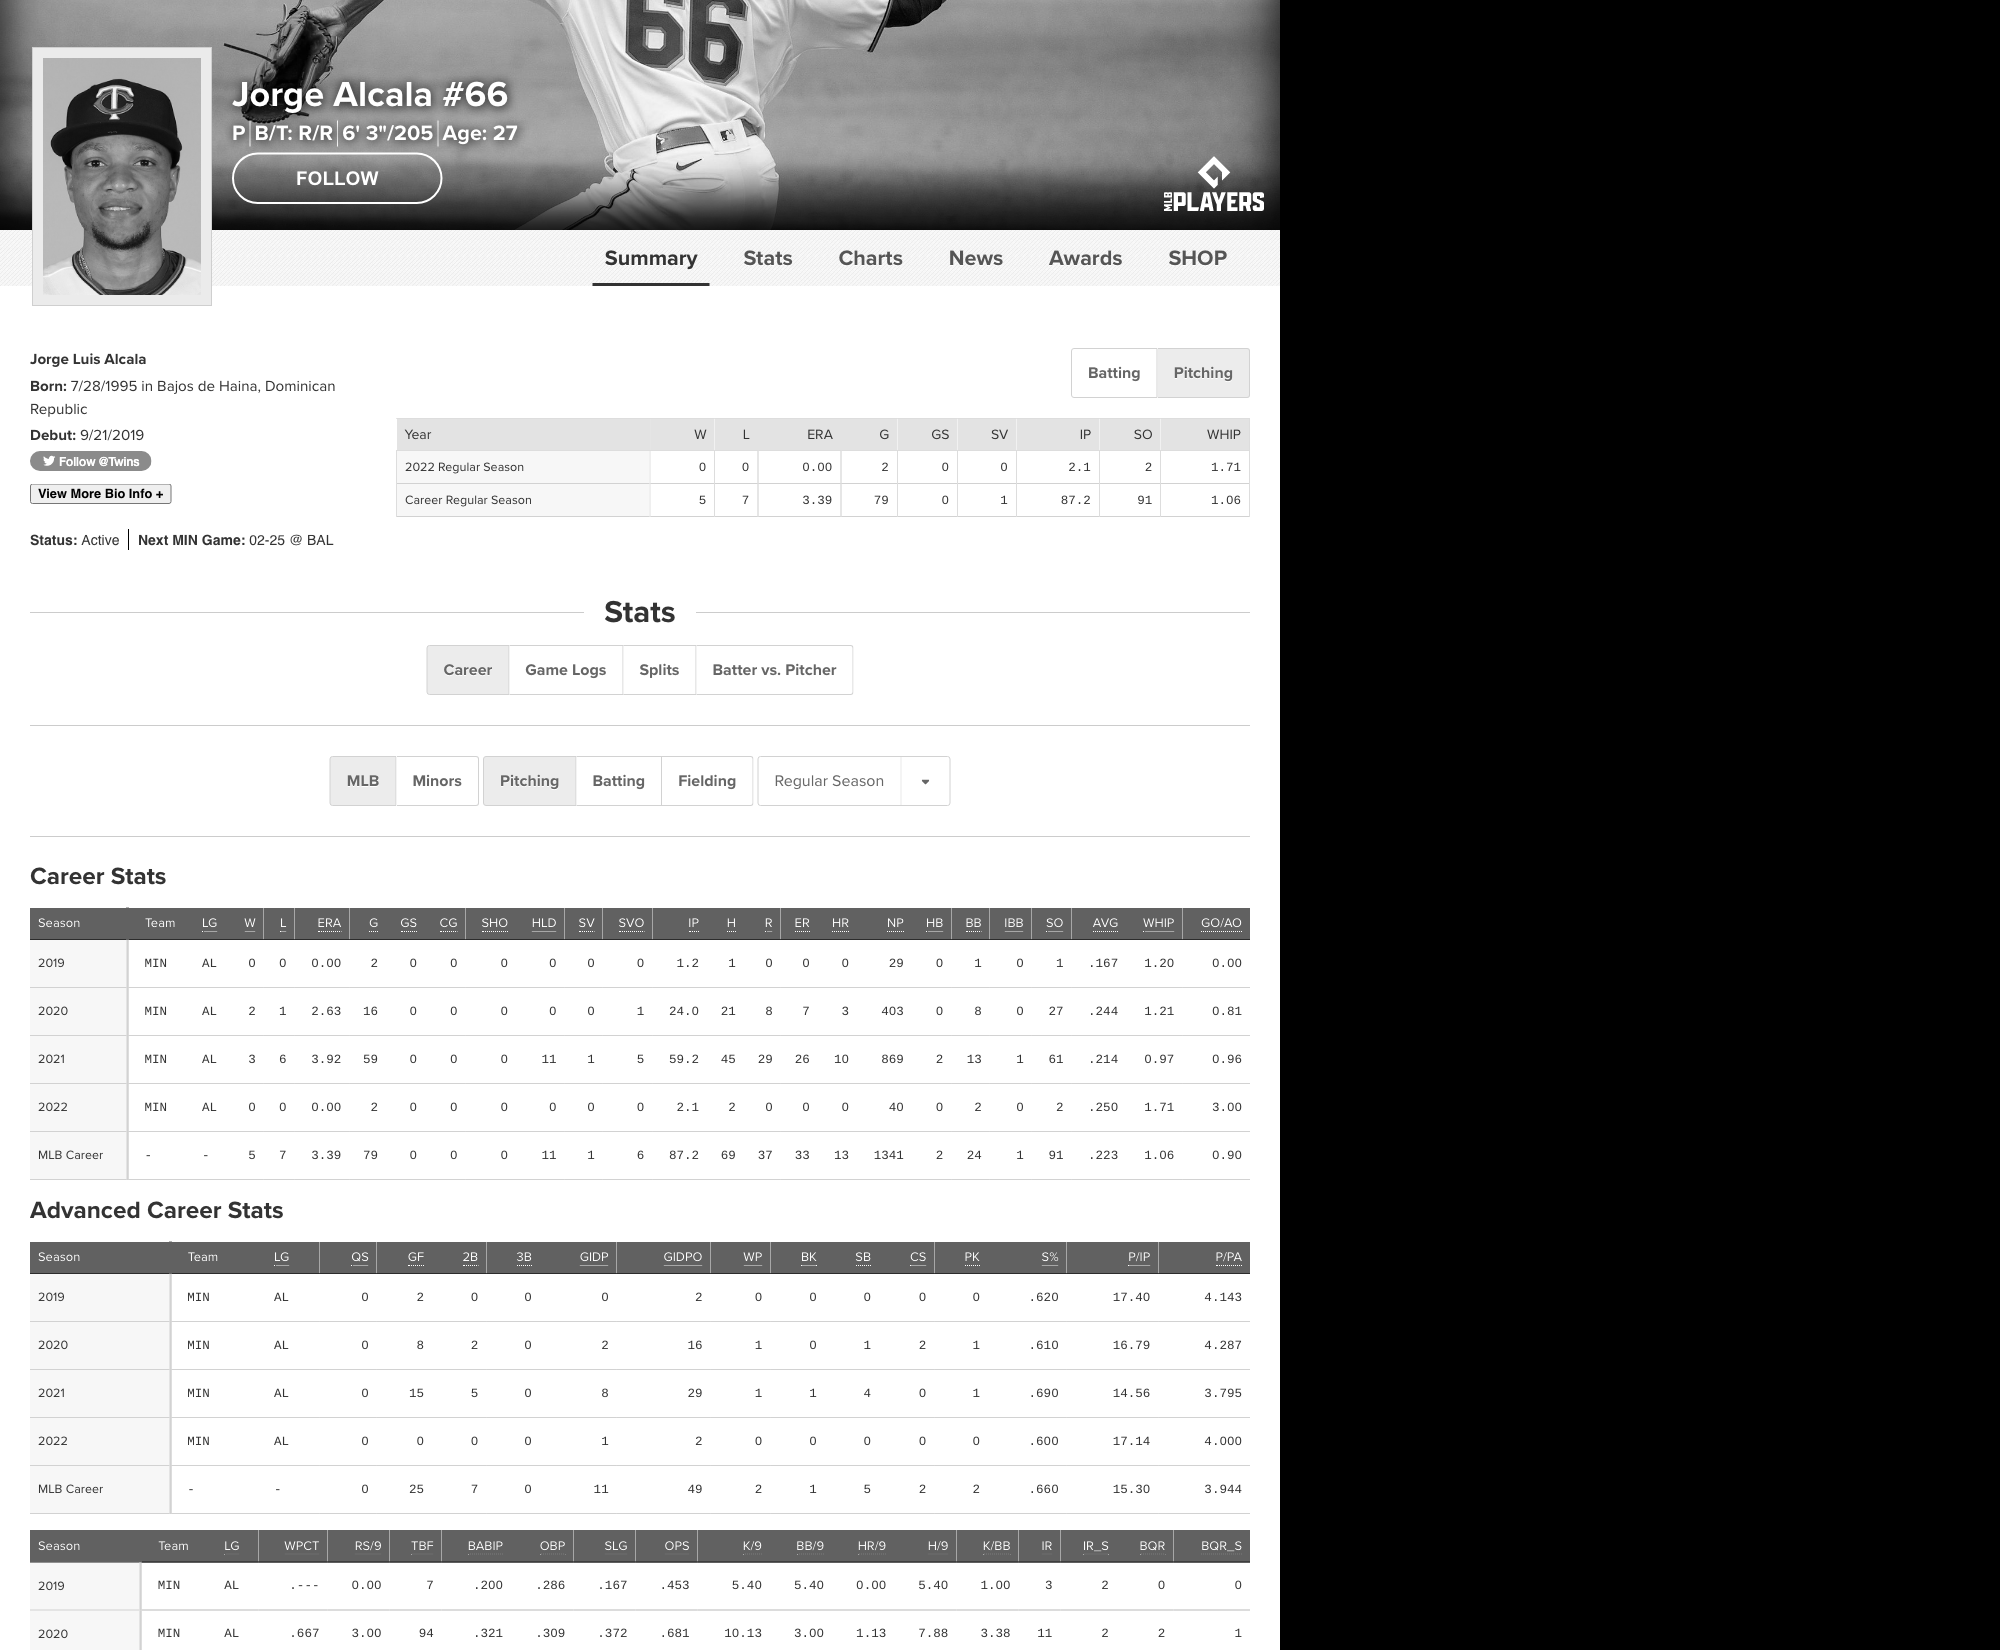 66
Jorge Alcala #66
P B/T: R/R 6' 3"/205 Age: 27
FOLLOW
MLB PLAYERS
Summary Stats Charts News Awards SHOP
Jorge Luis Alcala
Born: 7/28/1995 in Bajos de Haina, Dominican
Republic
Debut: 9/21/2019
Follow @Twins
View More Bio Info +
Status: Active Next MIN Game: 02-25 @ BAL
Batting Pitching
Year W L ERA G GS SV IP SO WHIP
2022 Regular Season 0 0 0.00 2 0 0 2.1 2 1.71
Career Regular Season 5 7 3.39 79 0 1 87.2 91 1.06
Stats
Career Game Logs Splits Batter vs. Pitcher
MLB Minors Pitching Batting Fielding Regular Season
Career Stats
Season Team LG W L ERA G GS CG SHO HLD SV SVO IP H R ER HR NP HB BB IBB SO AVG WHIP GO/AO
2019 MIN AL 0 0 0.00 2 0 0 0 0 0 0 1.2 1 0 0 0 29 0 1 0 1 .167 1.20 0.00
2020 MIN AL 2 1 2.63 16 0 0 0 0 0 1 24.0 21 8 7 3 403 0 8 0 27 .244 1.21 0.81
2021 MIN AL 3 6 3.92 59 0 0 0 11 1 5 59.2 45 29 26 10 869 2 13 1 61 .214 0.97 0.96
2022 MIN AL 0 0 0.00 2 0 0 0 0 0 0 2.1 2 0 0 0 40 0 2 0 2 .250 1.71 3.00
MLB Career - - 5 7 3.39 79 0 0 0 11 1 6 87.2 69 37 33 13 1341 2 24 1 91 .223 1.06 0.90
Advanced Career Stats
Season Team LG QS GF 2B 3B GIDP GIDPO WP BK SB CS PK S% P/IP P/PA
2019 MIN AL 0 2 0 0 0 2 0 0 0 0 0 .620 17.40 4.143
2020 MIN AL 0 8 2 0 2 16 1 0 1 2 1 .610 16.79 4.287
2021 MIN AL 0 15 5 0 8 29 1 1 4 0 1 .690 14.56 3.795
2022 MIN AL 0 0 0 0 1 2 0 0 0 0 0 .600 17.14 4.000
MLB Career - - 0 25 7 0 11 49 2 1 5 2 2 .660 15.30 3.944
Season Team LG WPCT RS/9 TBF BABIP OBP SLG OPS K/9 BB/9 HR/9 H/9 K/BB IR IR_S BQR BQR_S
2019 MIN AL .--- 0.00 7 .200 .286 .167 .453 5.40 5.40 0.00 5.40 1.00 3 2 0 0
2020 MIN AL .667 3.00 94 .321 .309 .372 .681 10.13 3.00 1.13 7.88 3.38 11 2 2 1